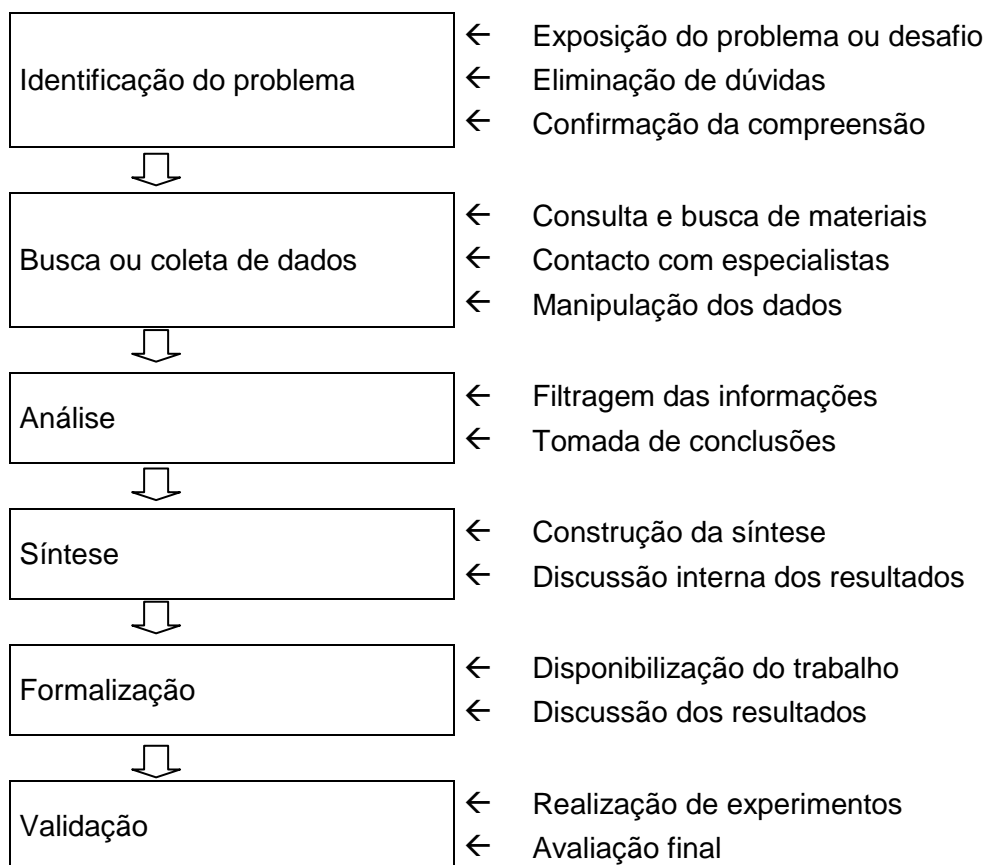 Identificação do problema
← Exposição do problema ou desafio
← Eliminação de dúvidas
← Confirmação da compreensão
Busca ou coleta de dados
← Consulta e busca de materiais
← Contacto com especialistas
← Manipulação dos dados
Análise
← Filtragem das informações
← Tomada de conclusões
Síntese
← Construção da síntese
← Discussão interna dos resultados
Formalização
← Disponibilização do trabalho
← Discussão dos resultados
Validação
← Realização de experimentos
← Avaliação final